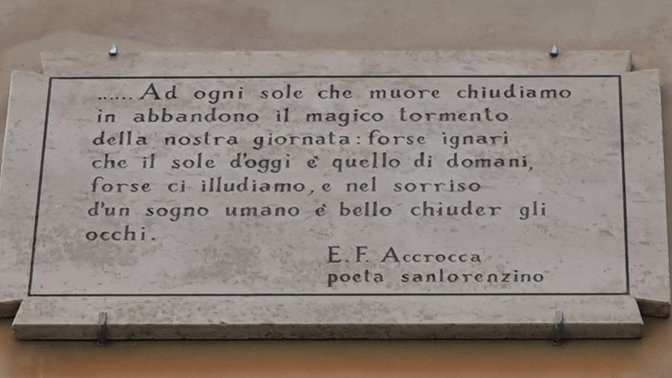 ......Ad ogni sole che muore chiudiamo
in abbandono il magico tormento
della nostra giornata: forse ignari
che il sole d'oggi è quello di domani,
forse ci illudiamo, e nel sorriso
d'un sogno umano è bello chiuder gli
occhi.
E. F. Accrocca
poeta sanlorenzino